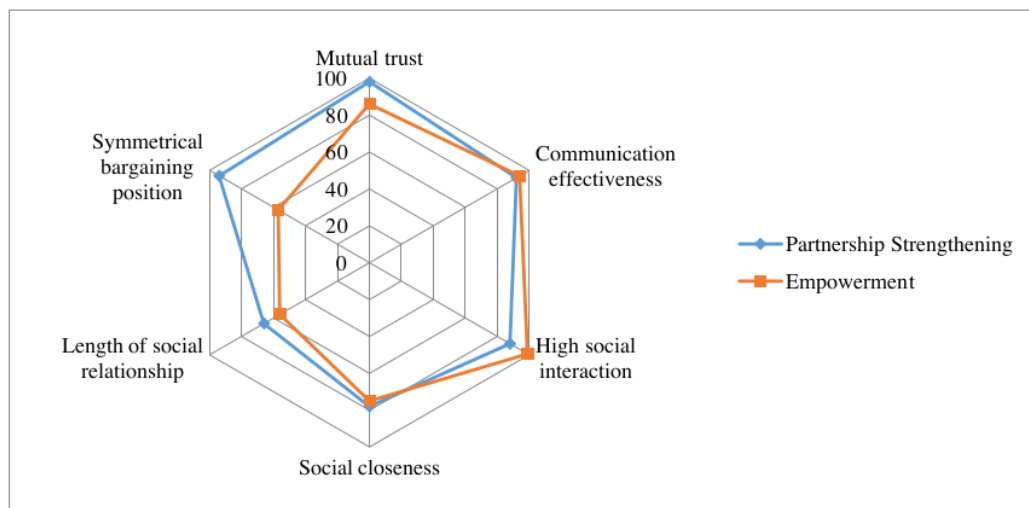 Mutual trust
100
80
60
40
20
0
Symmetrical
bargaining
position
Communication
effectiveness
Length of social
relationship
High social
interaction
Social closeness
Partnership Strengthening
Empowerment